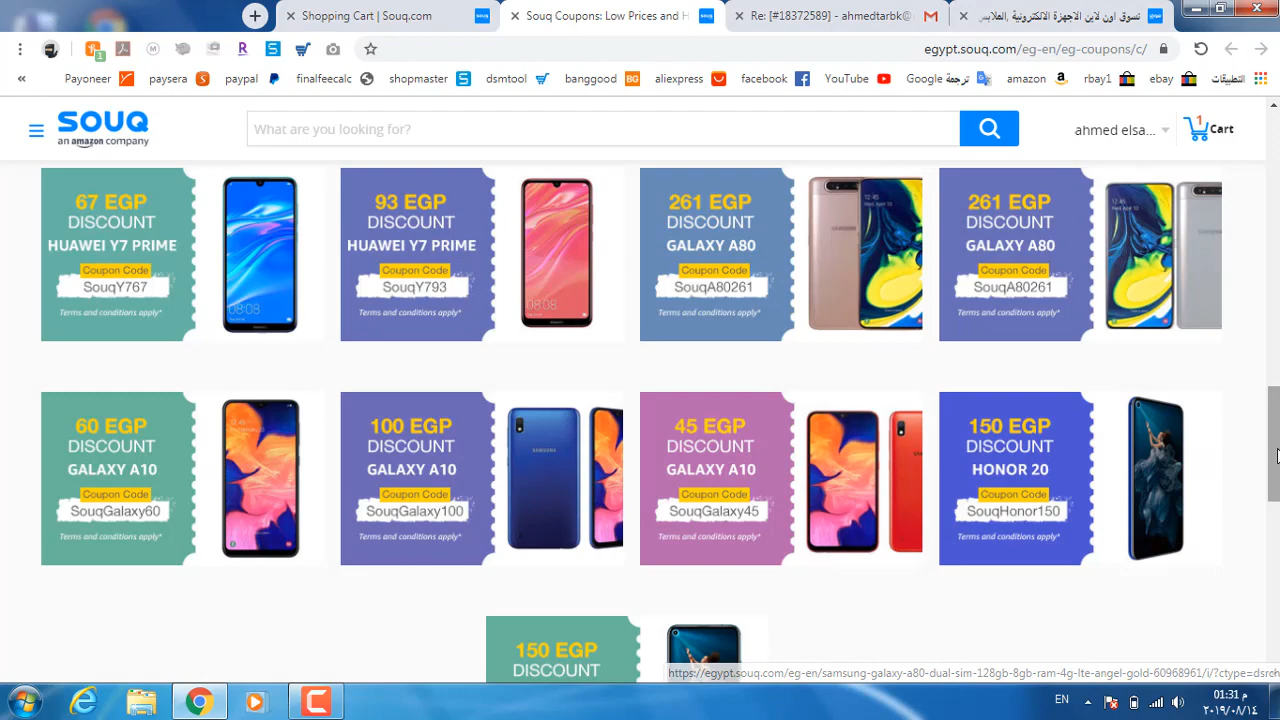 Shopping Cart | Souq.com
Souq Coupons: Low Prices and H
RE: [#18372589] - ahmedtarbk@
تسوق اون لاين الاجهزة الالكترونية ,الملابس
egypt.souq.com/eg-en/eg-coupons/c/
« Payoneer paysera paypal finalfeecalc shopmaster dsmtool banggood aliexpress facebook YouTube ترجمة Google amazon rbay1 ebay التطبيقات
SOUQ
an amazon company
What are you looking for?
ahmed elsa...
1
Cart
67 EGP
DISCOUNT
HUAWEI Y7 PRIME
Coupon Code
SouqY767
Terms and conditions apply*
08:08
93 EGP
DISCOUNT
HUAWEI Y7 PRIME
Coupon Code
SouqY793
Terms and conditions apply*
08:08
261 EGP
DISCOUNT
GALAXY A80
Coupon Code
SouqA80261
Terms and conditions apply*
261 EGP
DISCOUNT
GALAXY A80
Coupon Code
SouqA80261
Terms and conditions apply*
60 EGP
DISCOUNT
GALAXY A10
Coupon Code
SouqGalaxy60
Terms and conditions apply*
100 EGP
DISCOUNT
GALAXY A10
Coupon Code
SouqGalaxy100
Terms and conditions apply*
SAMSUNG
45 EGP
DISCOUNT
GALAXY A10
Coupon Code
SouqGalaxy45
Terms and conditions apply*
150 EGP
DISCOUNT
HONOR 20
Coupon Code
SouqHonor150
Terms and conditions apply*
150 EGP
DISCOUNT
https://egypt.souq.com/eg-en/samsung-galaxy-a80-dual-sim-128gb-8gb-ram-4g-lte-angel-gold-60968961/i/?ctype=dsrch
EN
01:31 م
٢٠١٩/٠٨/١٤